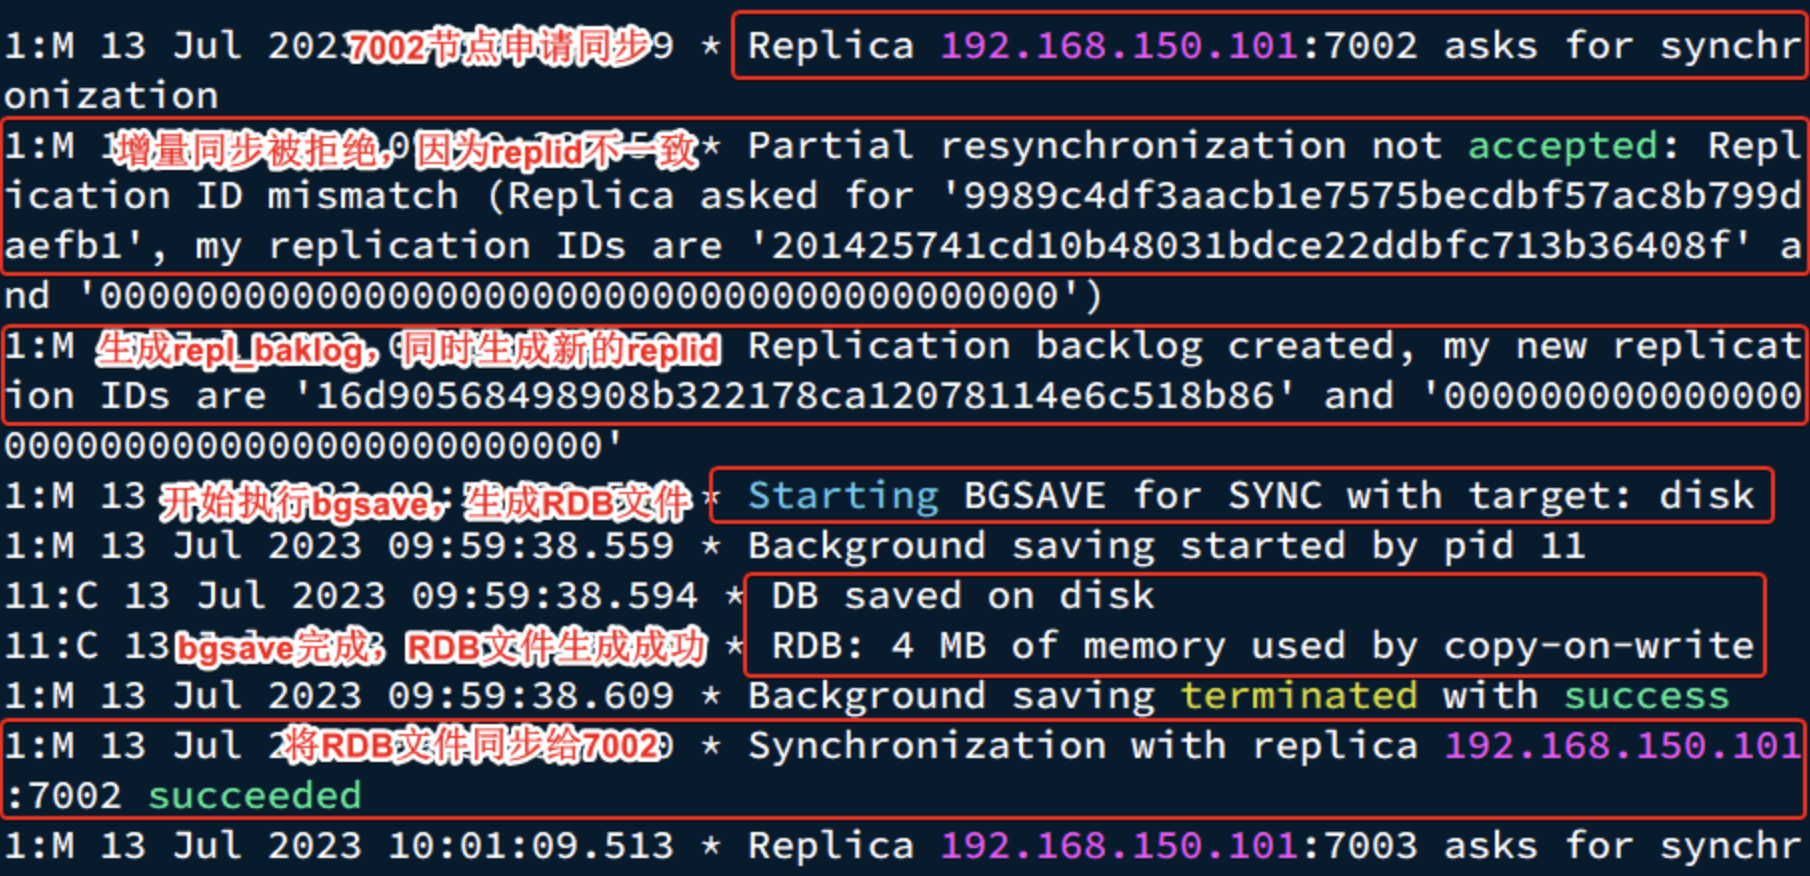 1:M 13 Jul 2023 7002节点申请同步9 * Replica 192.168.150.101:7002 asks for synchr
onization
1:M 1 增量同步被拒绝，因为replid不一致 * Partial resynchronization not accepted: Repl
ication ID mismatch (Replica asked for '9989c4df3aacb1e7575becdbf57ac8b799d
aefb1', my replication IDs are '201425741cd10b48031bdce22ddbfc713b36408f' a
nd '0000000000000000000000000000000000000000')
1:M 生成repl_baklog，同时生成新的replid Replication backlog created, my new replicat
ion IDs are '16d90568498908b322178ca12078114e6c518b86' and '000000000000000
0000000000000000000000000'
1:M 13 开始执行bgsave，生成RDB文件 * Starting BGSAVE for SYNC with target: disk
1:M 13 Jul 2023 09:59:38.559 * Background saving started by pid 11
11:C 13 Jul 2023 09:59:38.594 * DB saved on disk
11:C 13 bgsave完成，RDB文件生成成功 * RDB: 4 MB of memory used by copy-on-write
1:M 13 Jul 2023 09:59:38.609 * Background saving terminated with success
1:M 13 Jul 2 将RDB文件同步给7002 * Synchronization with replica 192.168.150.101
:7002 succeeded
1:M 13 Jul 2023 10:01:09.513 * Replica 192.168.150.101:7003 asks for synchr